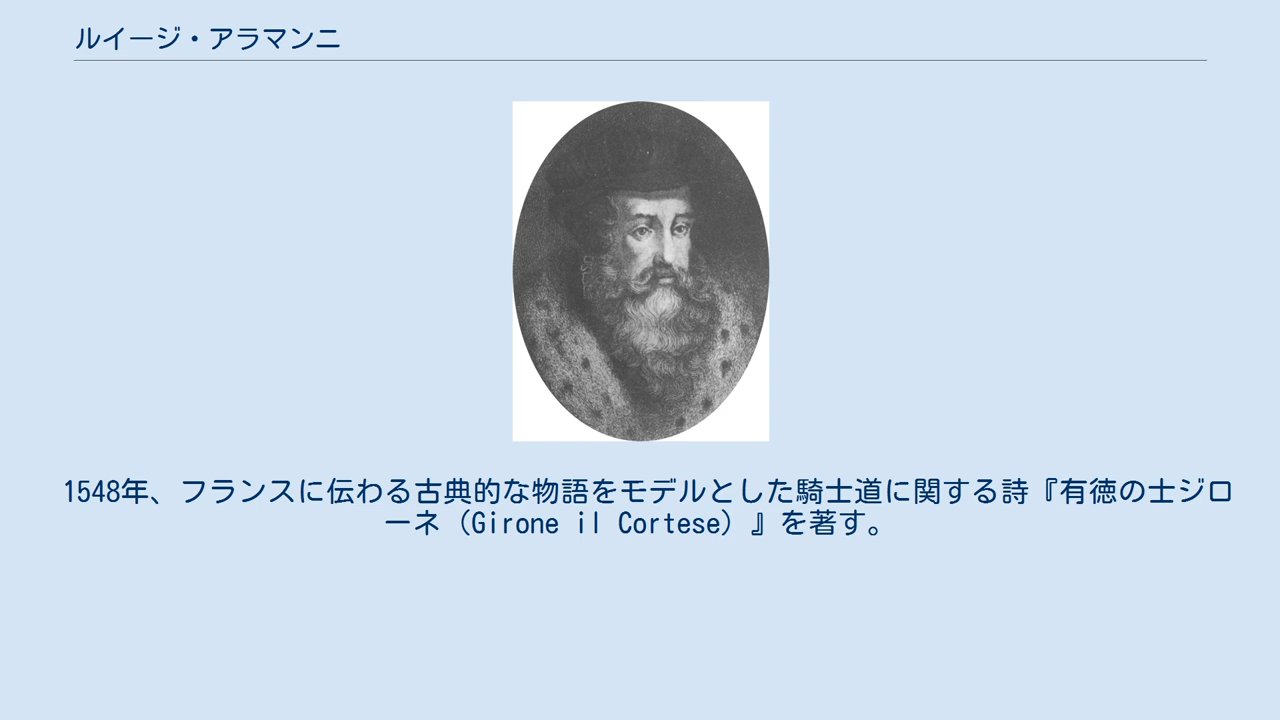 ルイージ・アラマンニ
1548年、フランスに伝わる古典的な物語をモデルとした騎士道に関する詩『有徳の士ジロ
ーネ（Girone il Cortese）』を著す。